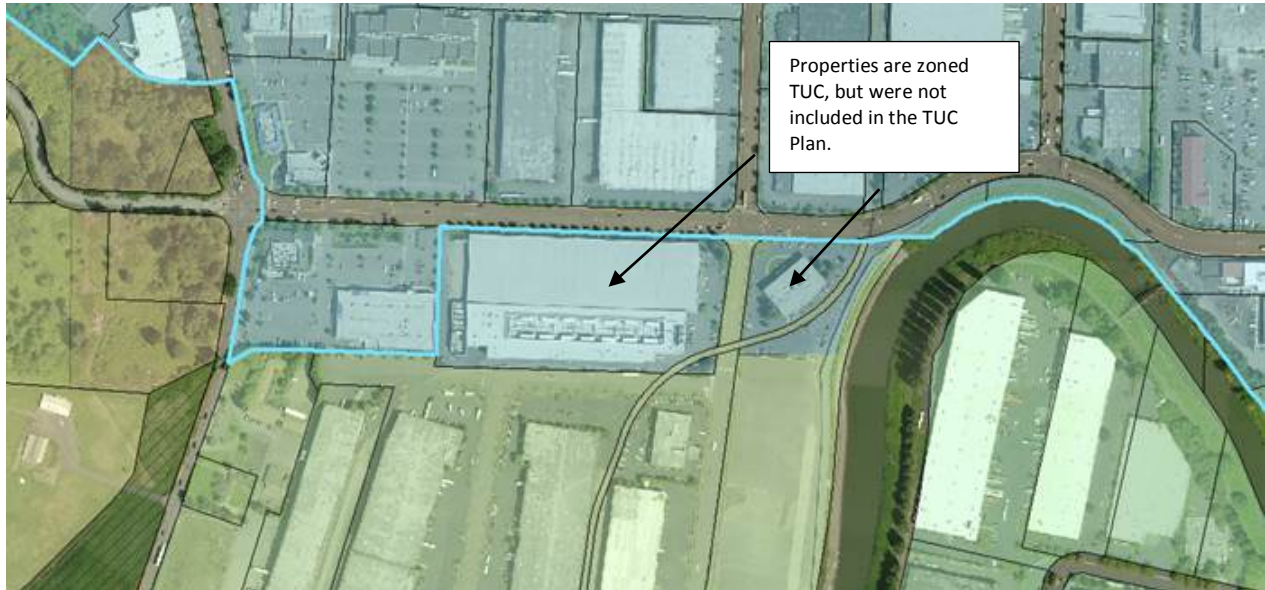 Properties are zoned
TUC, but were not
included in the TUC
Plan.